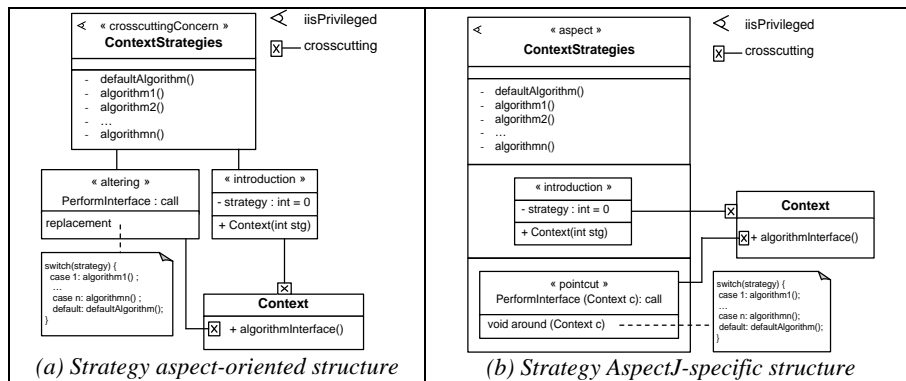 « crosscuttingConcern »
ContextStrategies
- defaultAlgorithm()
- algorithm1()
- algorithm2()
- ...
- algorithmn()
iisPrivileged
crosscutting
« altering »
PerformInterface : call
replacement
« introduction »
- strategy : int = 0
+ Context(int stg)
switch(strategy) {
case 1: algorithm1() ;
...
case n: algorithmn() ;
default: defaultAlgorithm();
}
Context
+ algorithmInterface()
(a) Strategy aspect-oriented structure
« aspect »
ContextStrategies
- defaultAlgorithm()
- algorithm1()
- algorithm2()
- ...
- algorithmn()
iisPrivileged
crosscutting
« introduction »
- strategy : int = 0
+ Context(int stg)
Context
+ algorithmInterface()
« pointcut »
PerformInterface (Context c): call
void around (Context c)
switch(strategy) {
case 1: algorithm1();
...
case n: algorithmn();
default: defaultAlgorithm();
}
(b) Strategy AspectJ-specific structure